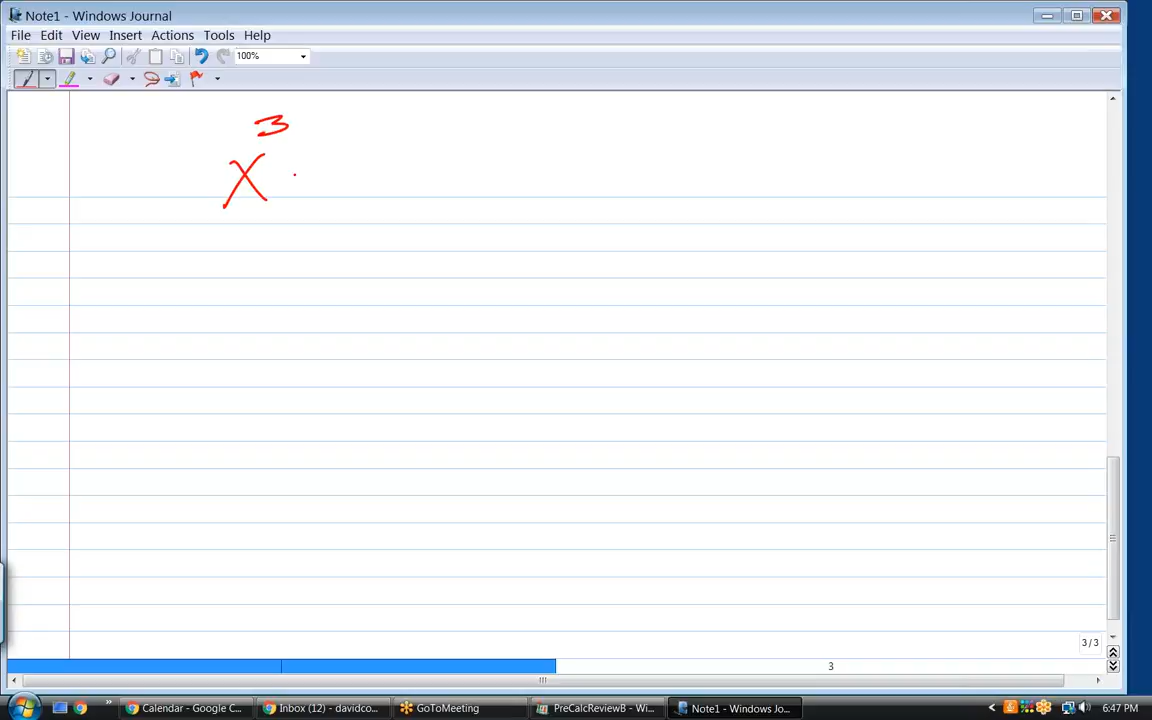 Note1 - Windows Journal
File Edit View Insert Actions Tools Help
100%
x³ .
3 / 3
3
Calendar - Google C...
Inbox (12) - davidco...
GoToMeeting
PreCalcReviewB - Wi...
Note1 - Windows Jo...
6:47 PM